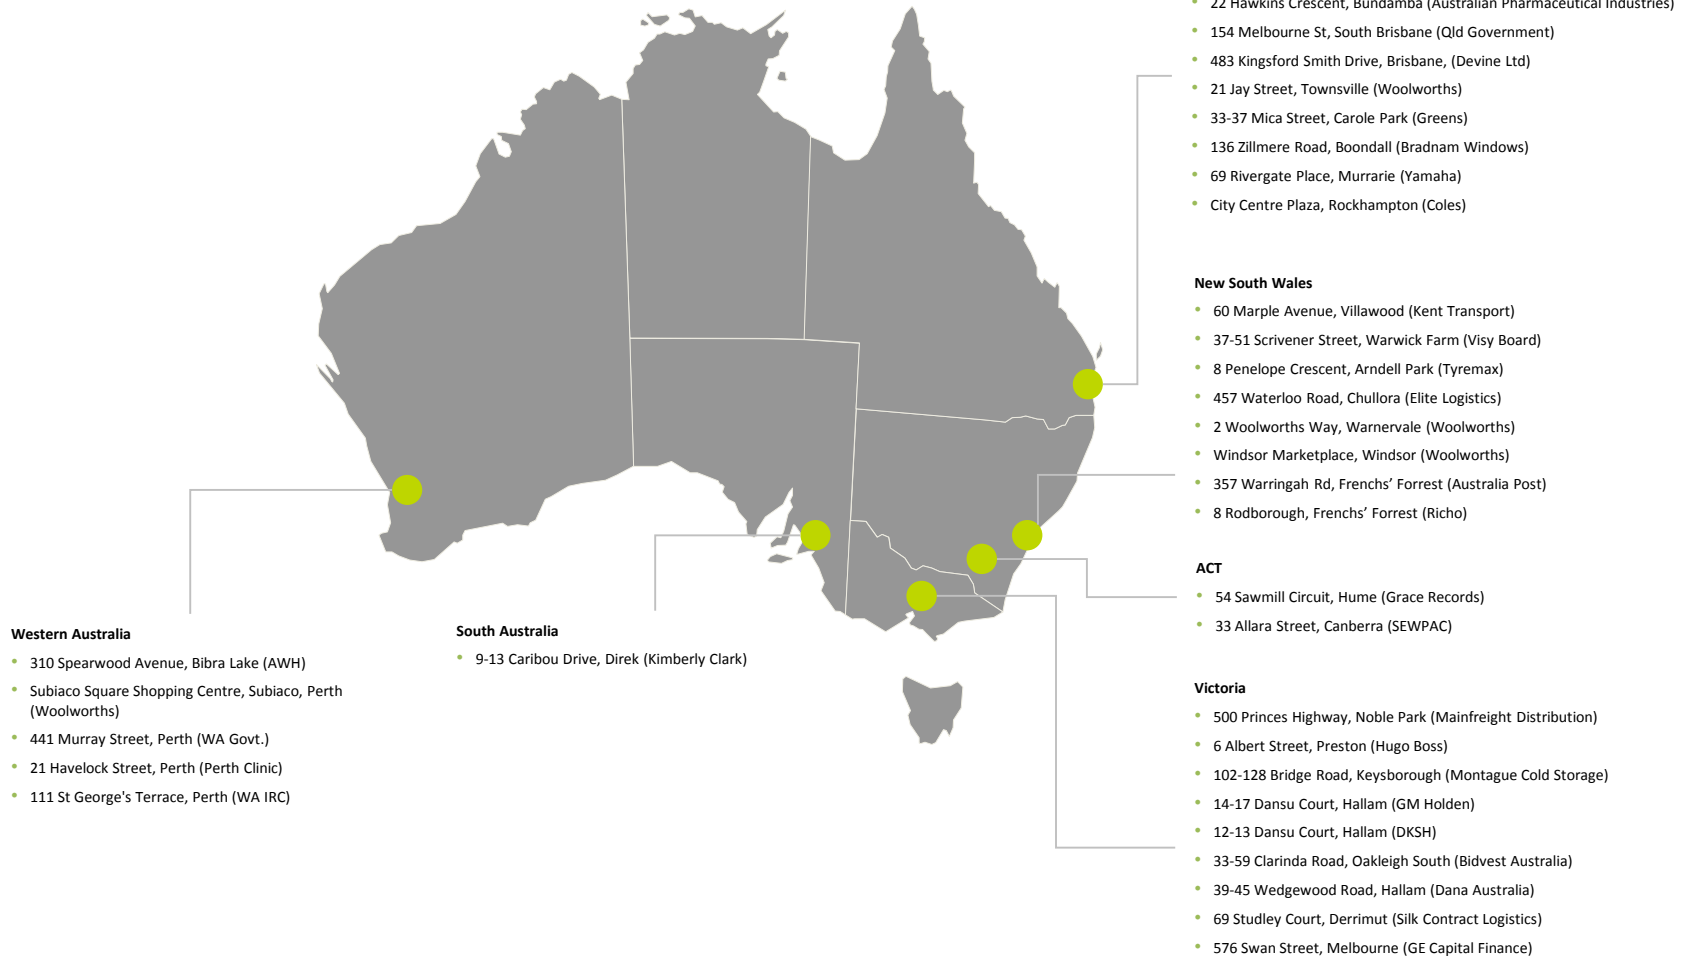 22 Hawkins Crescent, Bundamba (Australian Pharmaceutical Industries)
154 Melbourne St, South Brisbane (Qld Government)
483 Kingsford Smith Drive, Brisbane, (Devine Ltd)
21 Jay Street, Townsville (Woolworths)
33-37 Mica Street, Carole Park (Greens)
136 Zillmere Road, Boondall (Bradnam Windows)
69 Rivergate Place, Murrarie (Yamaha)
City Centre Plaza, Rockhampton (Coles)
New South Wales
60 Marple Avenue, Villawood (Kent Transport)
37-51 Scrivener Street, Warwick Farm (Visy Board)
8 Penelope Crescent, Arndell Park (Tyremax)
457 Waterloo Road, Chullora (Elite Logistics)
2 Woolworths Way, Warnervale (Woolworths)
Windsor Marketplace, Windsor (Woolworths)
357 Warringah Rd, Frenchs’ Forrest (Australia Post)
8 Rodborough, Frenchs’ Forrest (Richo)
ACT
54 Sawmill Circuit, Hume (Grace Records)
33 Allara Street, Canberra (SEWPAC)
Victoria
500 Princes Highway, Noble Park (Mainfreight Distribution)
6 Albert Street, Preston (Hugo Boss)
102-128 Bridge Road, Keysborough (Montague Cold Storage)
14-17 Dansu Court, Hallam (GM Holden)
12-13 Dansu Court, Hallam (DKSH)
33-59 Clarinda Road, Oakleigh South (Bidvest Australia)
39-45 Wedgewood Road, Hallam (Dana Australia)
69 Studley Court, Derrimut (Silk Contract Logistics)
576 Swan Street, Melbourne (GE Capital Finance)
South Australia
9-13 Caribou Drive, Direk (Kimberly Clark)
Western Australia
310 Spearwood Avenue, Bibra Lake (AWH)
Subiaco Square Shopping Centre, Subiaco, Perth
(Woolworths)
441 Murray Street, Perth (WA Govt.)
21 Havelock Street, Perth (Perth Clinic)
111 St George's Terrace, Perth (WA IRC)